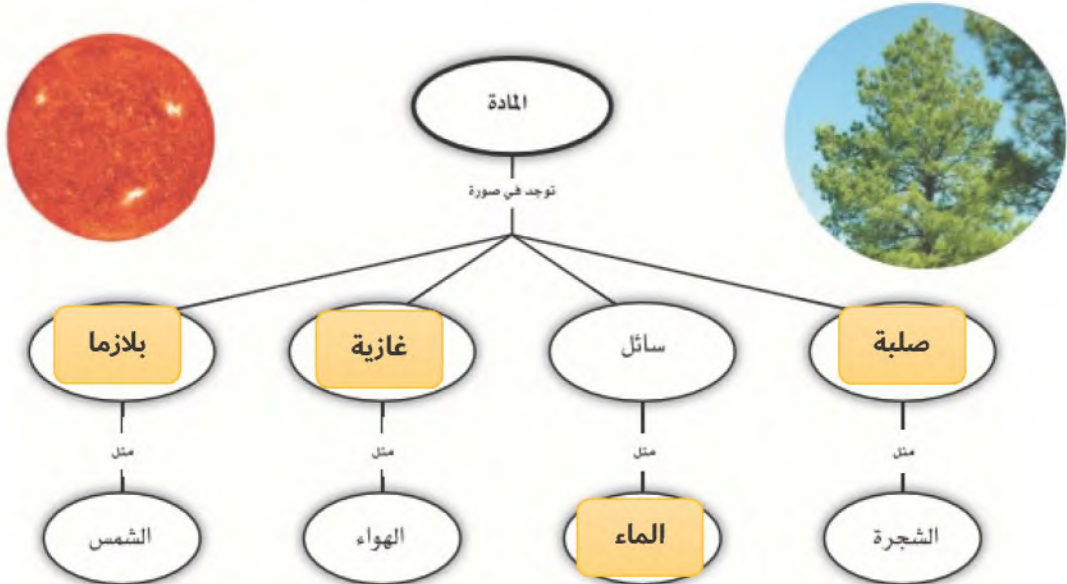 المادة
توجد في صورة
صلبة
سائل
غازية
بلازما
مثل
مثل
مثل
مثل
الشجرة
الماء
الهواء
الشمس